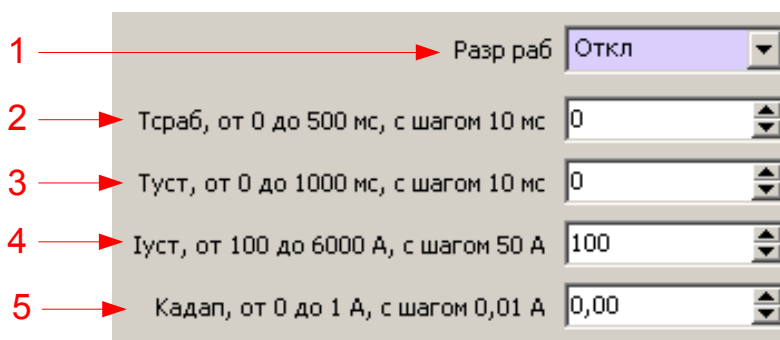 1 Разр раб Откл
2 Тсраб, от 0 до 500 мс, с шагом 10 мс 0
3 Туст, от 0 до 1000 мс, с шагом 10 мс 0
4 Iуст, от 100 до 6000 А, с шагом 50 А 100
5 Кадап, от 0 до 1 А, с шагом 0,01 А 0,00